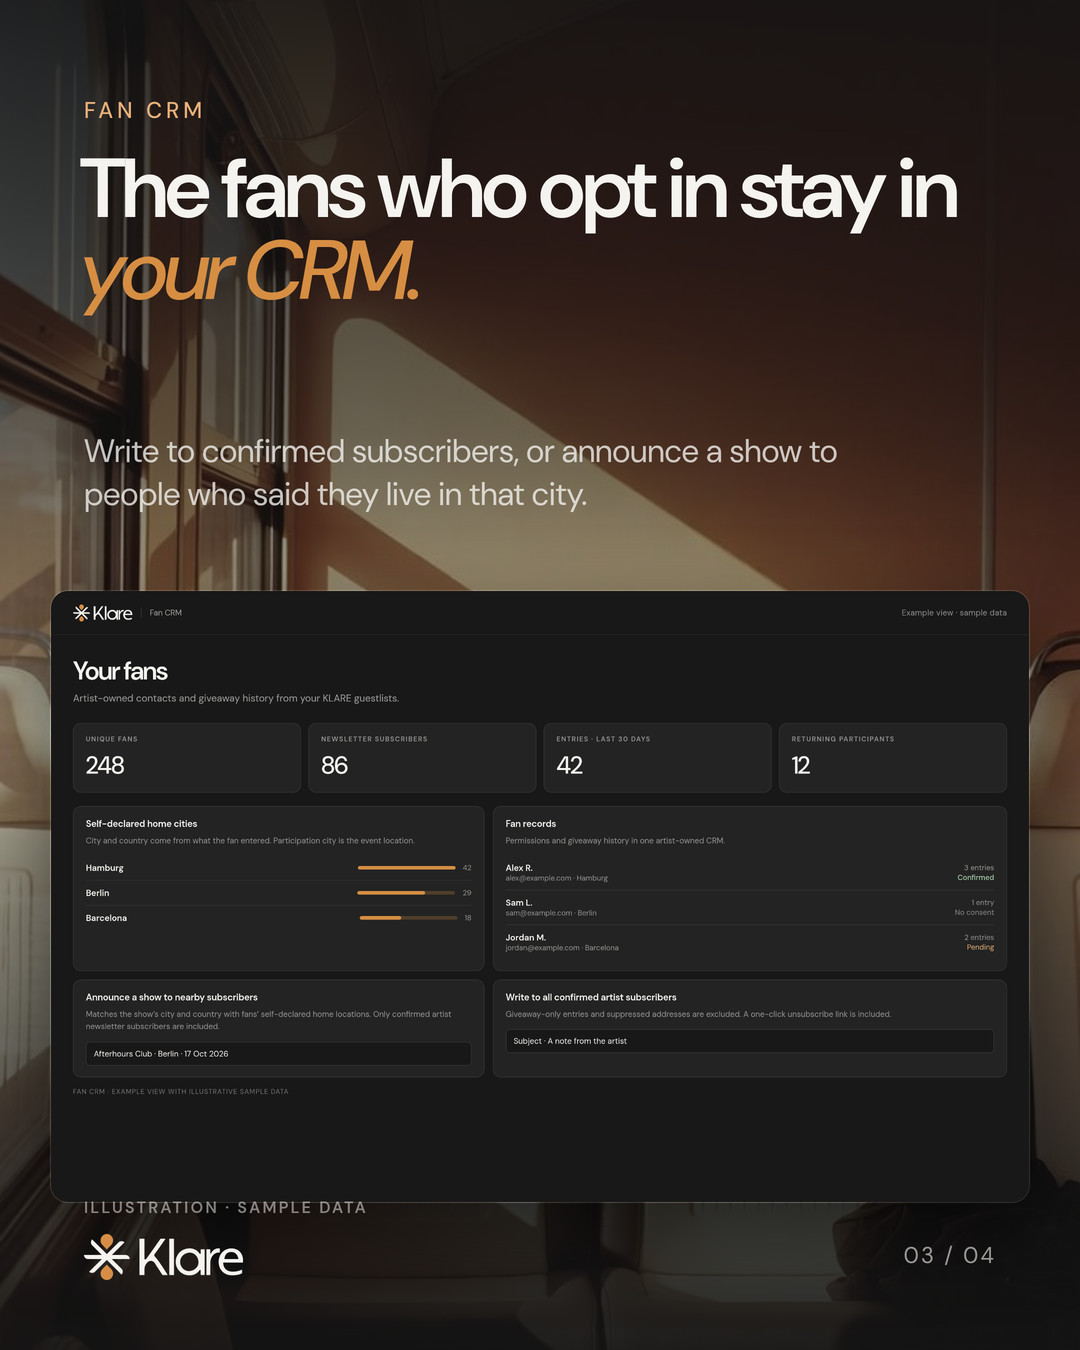 FAN CRM
The fans who opt in stay in
your CRM.
Write to confirmed subscribers, or announce a show to
people who said they live in that city.
Klare | Fan CRM
Example view · sample data
Your fans
Artist-owned contacts and giveaway history from your KLARE guestlists.
UNIQUE FANS
248
NEWSLETTER SUBSCRIBERS
86
ENTRIES · LAST 30 DAYS
42
RETURNING PARTICIPANTS
12
Self-declared home cities
City and country come from what the fan entered. Participation city is the event location.
Hamburg 42
Berlin 29
Barcelona 18
Fan records
Permissions and giveaway history in one artist-owned CRM.
Alex R. 3 entries
alex@example.com · Hamburg Confirmed
Sam L. 1 entry
sam@example.com · Berlin No consent
Jordan M. 2 entries
jordan@example.com · Barcelona Pending
Announce a show to nearby subscribers
Matches the show's city and country with fans' self-declared home locations. Only confirmed artist
newsletter subscribers are included.
Afterhours Club · Berlin · 17 Oct 2026
Write to all confirmed artist subscribers
Giveaway-only entries and suppressed addresses are excluded. A one-click unsubscribe link is included.
Subject · A note from the artist
FAN CRM · EXAMPLE VIEW WITH ILLUSTRATIVE SAMPLE DATA
ILLUSTRATION · SAMPLE DATA
Klare
03 / 04